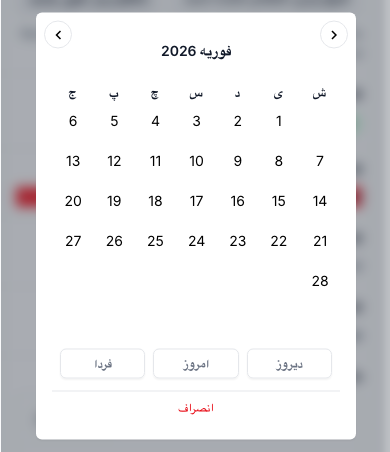 فوریه 2026
ش ی د س چ پ ج
1 2 3 4 5 6
7 8 9 10 11 12 13
14 15 16 17 18 19 20
21 22 23 24 25 26 27
28
دیروز امروز فردا
انصراف